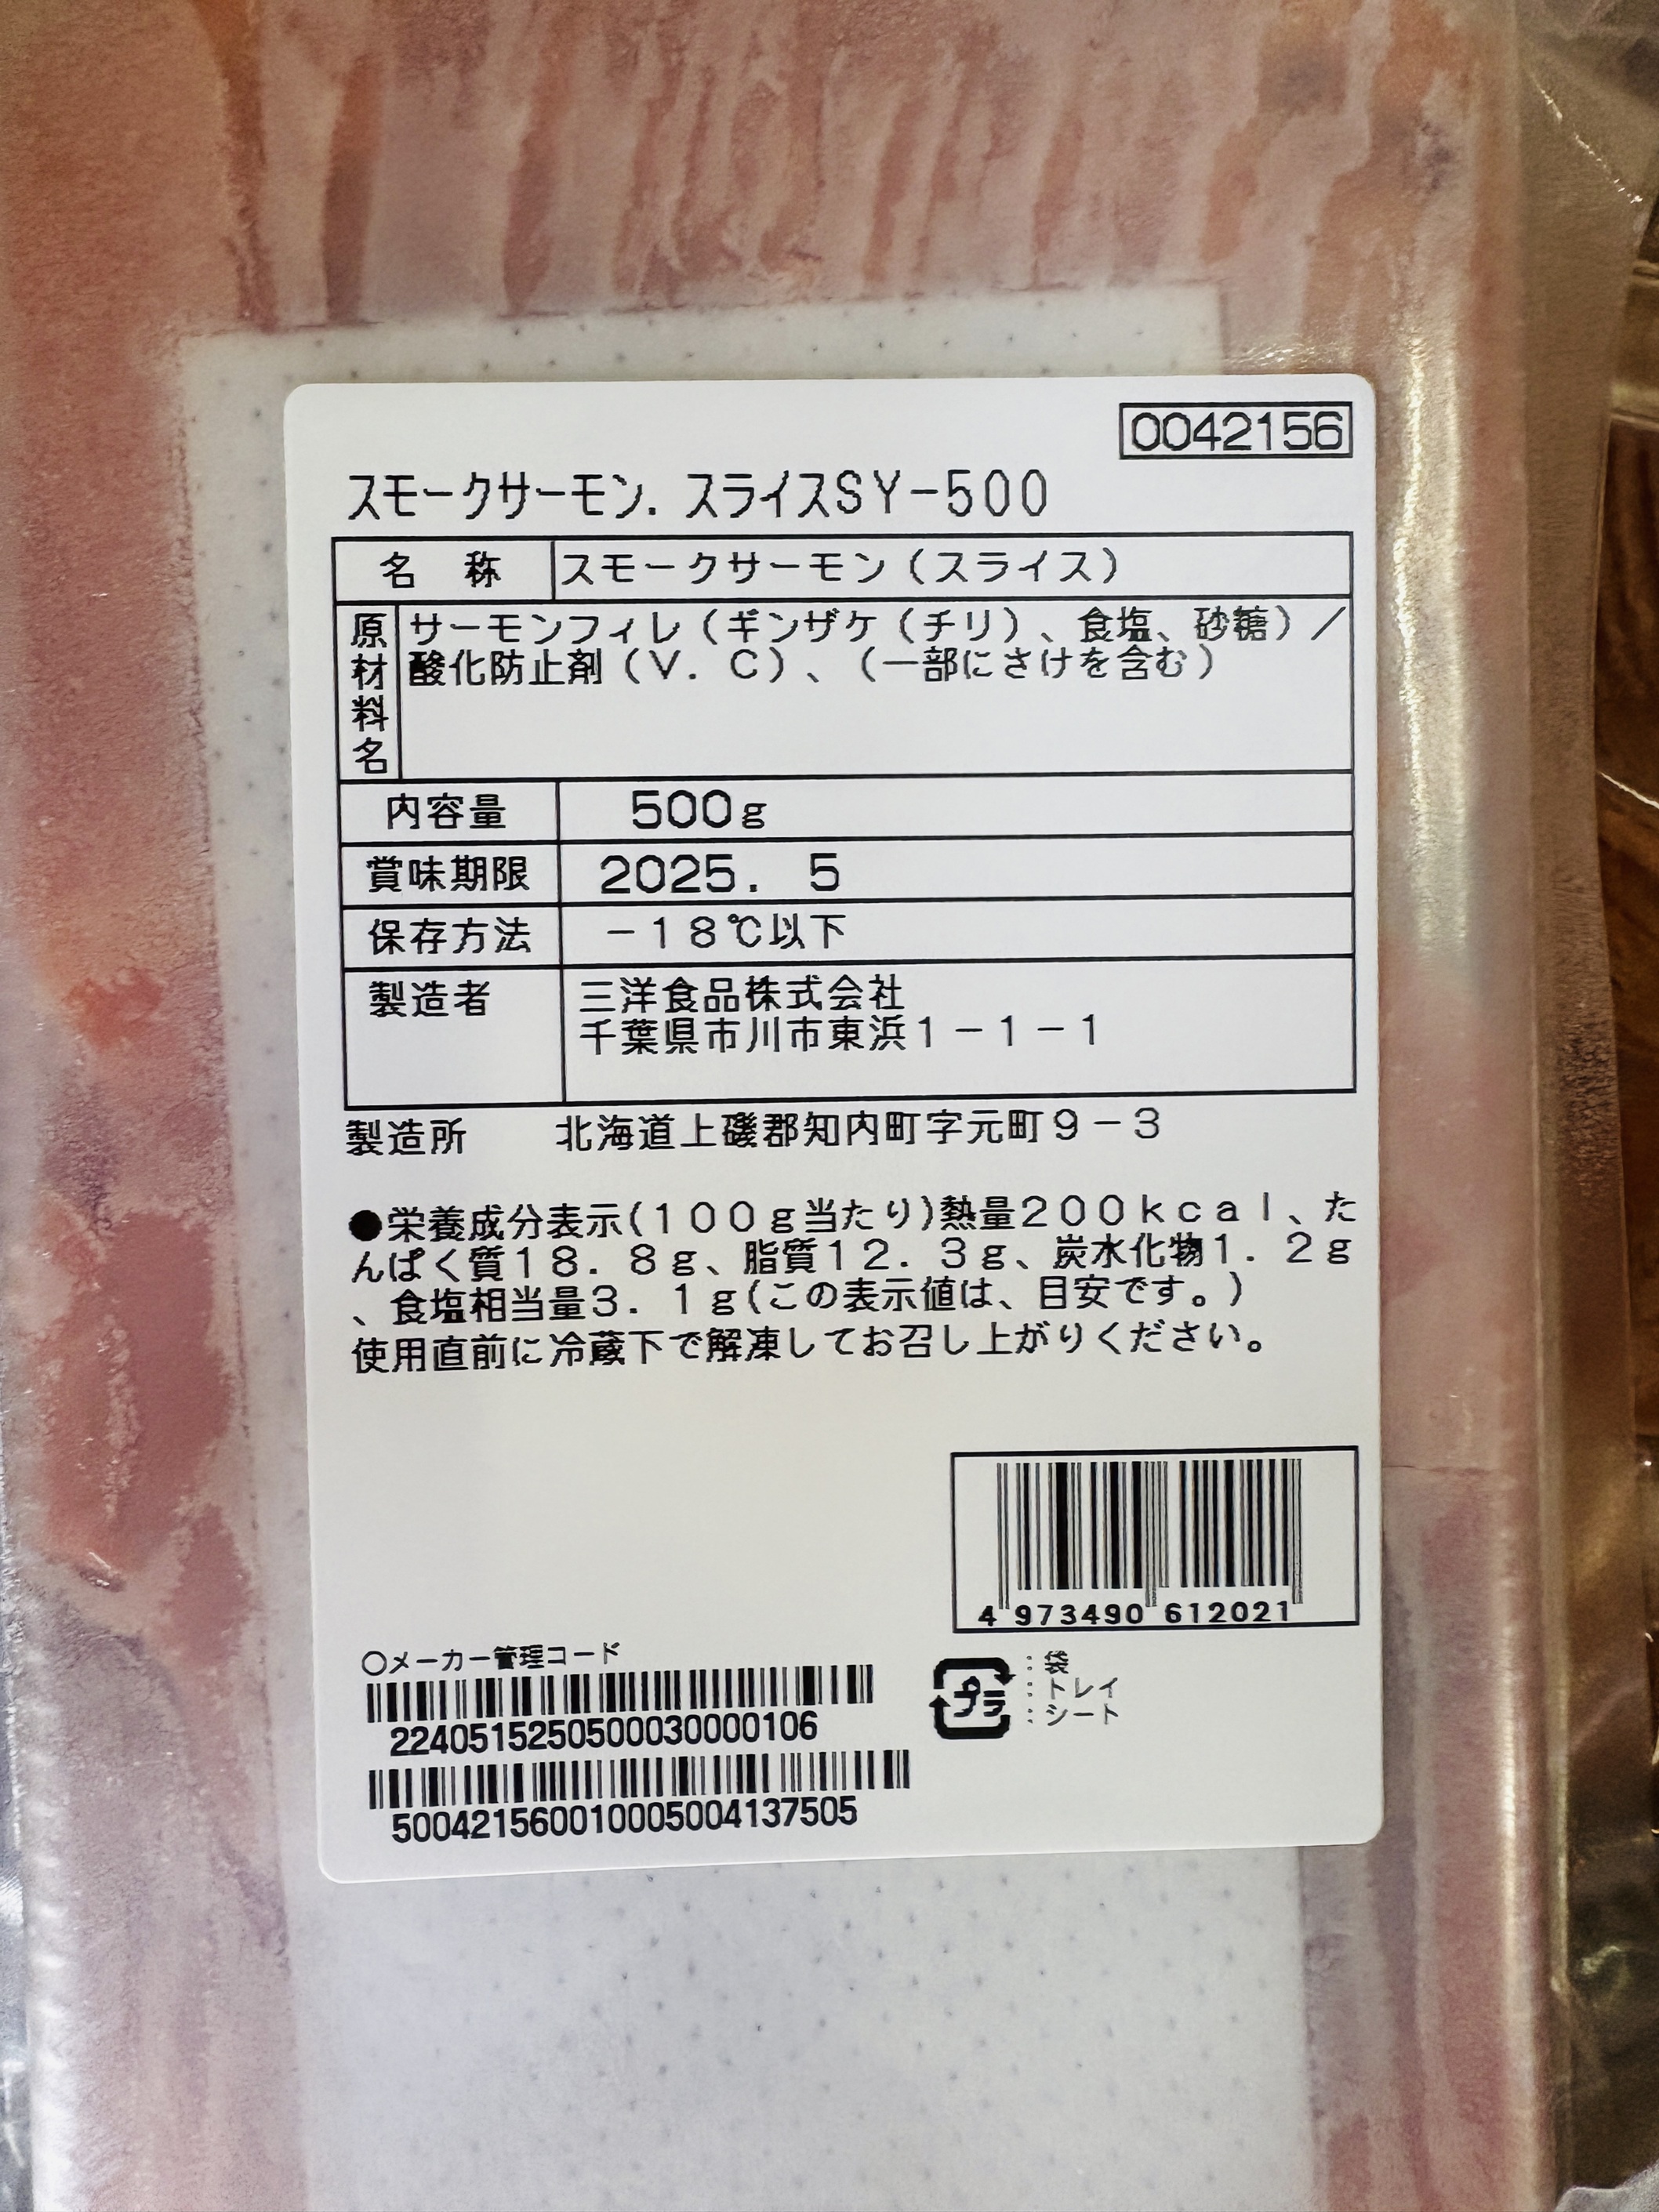 0042156
スモークサーモン．スライスＳＹ－５００
名　称　スモークサーモン（スライス）
原材料名　サーモンフィレ（ギンザケ（チリ）、食塩、砂糖）／
酸化防止剤（Ｖ．Ｃ）、（一部にさけを含む）
内容量　500ｇ
賞味期限　2025． 5
保存方法　－１８℃以下
製造者　三洋食品株式会社
千葉県市川市東浜１－１－１
製造所　北海道上磯郡知内町字元町９－３
●栄養成分表示(１００ｇ当たり)熱量２００ｋｃａｌ、た
んぱく質１８．８ｇ、脂質１２．３ｇ、炭水化物１．２ｇ
、食塩相当量３．１ｇ(この表示値は、目安です。)
使用直前に冷蔵下で解凍してお召し上がりください。
4 973490 612021
○メーカー管理コード
2240515250500030000106
プラ
：袋
：トレイ
：シート
500421560010005004137505